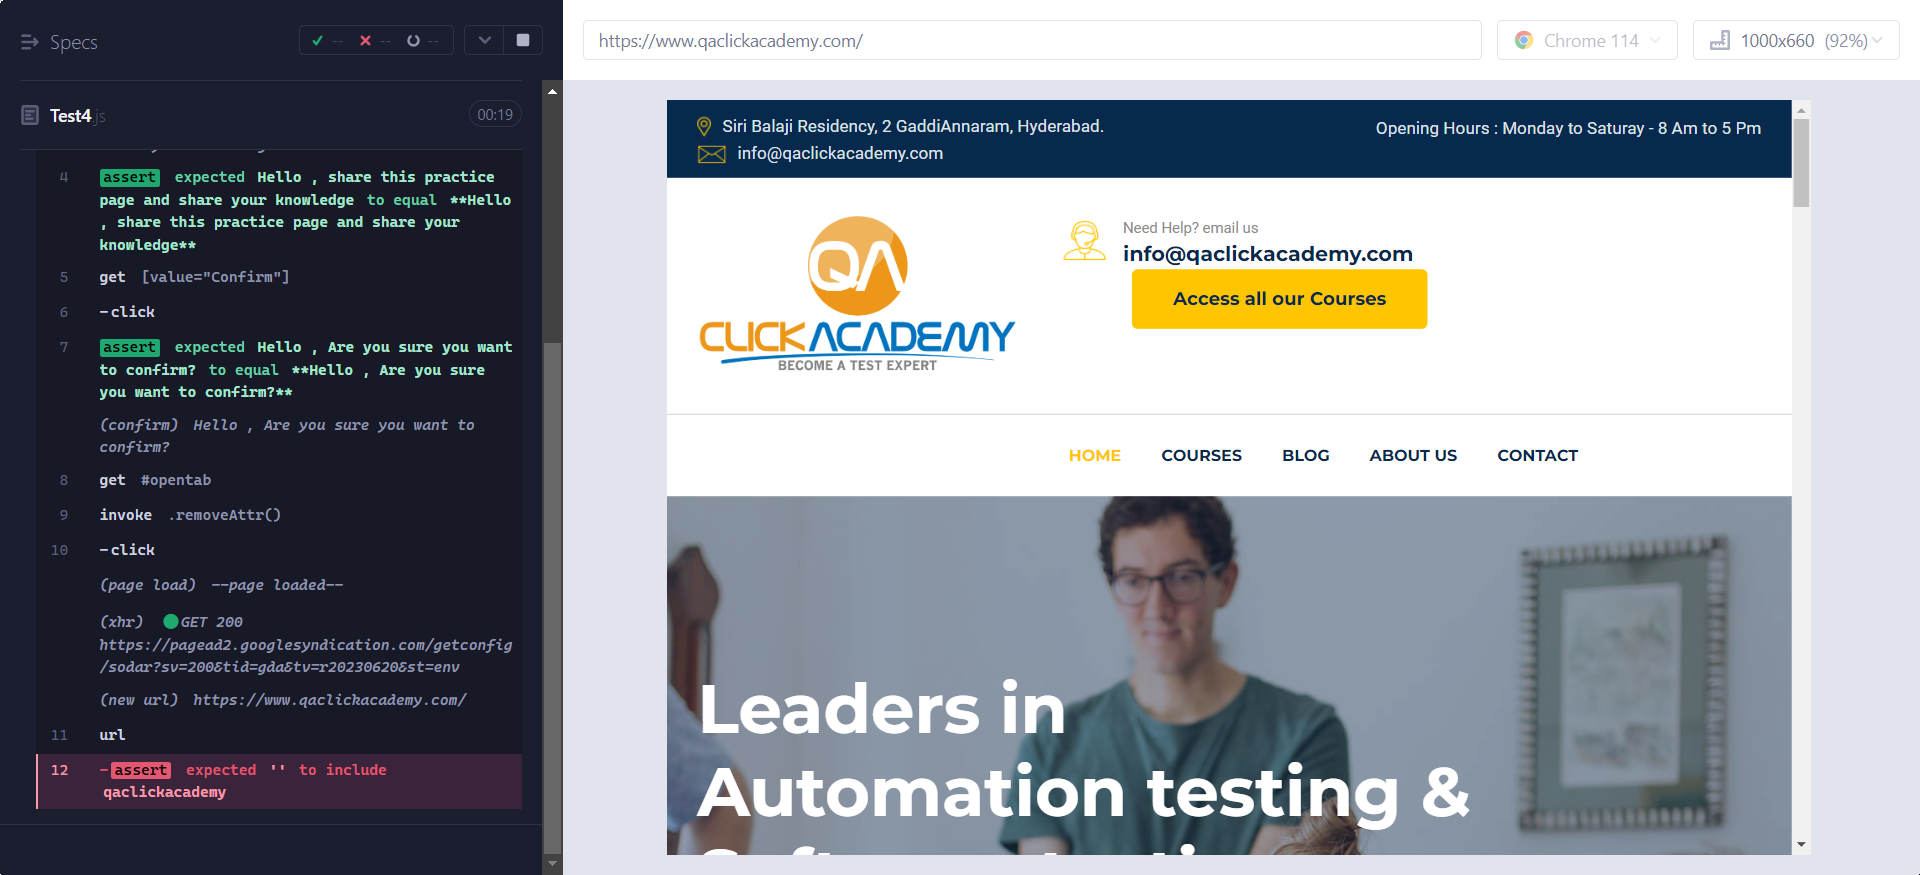 Specs
-- -- --
Test4.js
00:19
4 assert expected Hello , share this practice
page and share your knowledge to equal **Hello
, share this practice page and share your
knowledge**
5 get [value="Confirm"]
6 -click
7 assert expected Hello , Are you sure you want
to confirm? to equal **Hello , Are you sure
you want to confirm?**
(confirm) Hello , Are you sure you want to
confirm?
8 get #opentab
9 invoke .removeAttr()
10 -click
(page load) --page loaded--
(xhr) GET 200
https://pagead2.googlesyndication.com/getconfig
/sodar?sv=200&tid=gda&tv=r20230620&st=env
(new url) https://www.qaclickacademy.com/
11 url
12 -assert expected '' to include
qaclickacademy
https://www.qaclickacademy.com/
Chrome 114
1000x660 (92%)
Siri Balaji Residency, 2 GaddiAnnaram, Hyderabad.
info@qaclickacademy.com
Opening Hours : Monday to Saturay - 8 Am to 5 Pm
QA
CLICKACADEMY
BECOME A TEST EXPERT
Need Help? email us
info@qaclickacademy.com
Access all our Courses
HOME COURSES BLOG ABOUT US CONTACT
Leaders in
Automation testing &